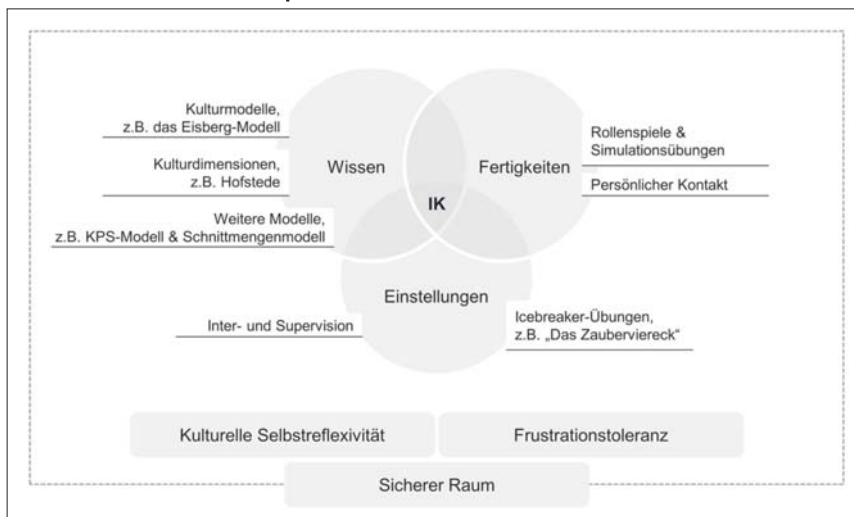 Kulturmodelle,
z.B. das Eisberg-Modell
Kulturdimensionen,
z.B. Hofstede
Weitere Modelle,
z.B. KPS-Modell & Schnittmengenmodell
Wissen
Fertigkeiten
IK
Rollenspiele &
Simulationsübungen
Persönlicher Kontakt
Einstellungen
Inter- und Supervision
Icebreaker-Übungen,
z.B. „Das Zauberviereck“
Kulturelle Selbstreflexivität
Frustrationstoleranz
Sicherer Raum